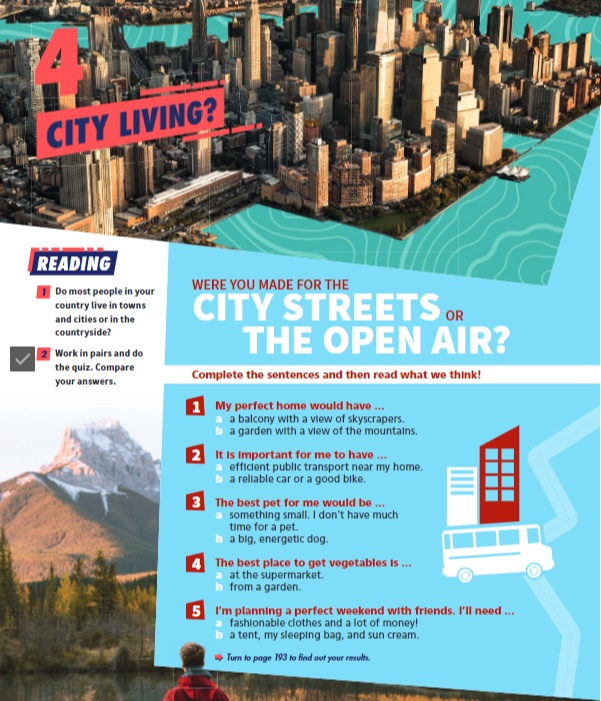 4
CITY LIVING?
READING
1 Do most people in your
country live in towns
and cities or in the
countryside?
2 Work in pairs and do
the quiz. Compare
your answers.
WERE YOU MADE FOR THE
CITY STREETS OR
THE OPEN AIR?
Complete the sentences and then read what we think!
1 My perfect home would have ...
a a balcony with a view of skyscrapers.
b a garden with a view of the mountains.
2 It is important for me to have ...
a efficient public transport near my home.
b a reliable car or a good bike.
3 The best pet for me would be ...
a something small. I don't have much
time for a pet.
b a big, energetic dog.
4 The best place to get vegetables is ...
a at the supermarket.
b from a garden.
5 I'm planning a perfect weekend with friends. I'll need ...
a fashionable clothes and a lot of money!
b a tent, my sleeping bag, and sun cream.
Turn to page 193 to find out your results.